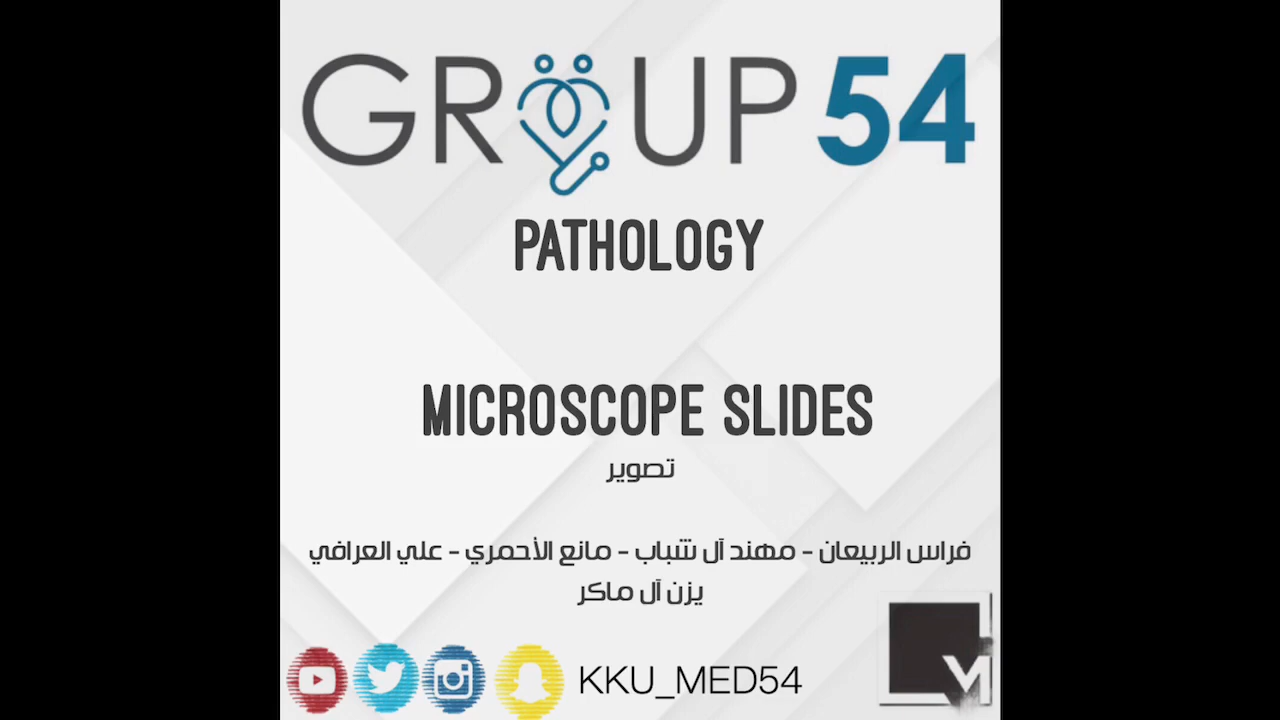 GROUP 54
PATHOLOGY
MICROSCOPE SLIDES
تصوير
فراس الربيعان - مهند آل شباب - مانع الأحمري - علي العرافي
يزن آل ماكر
KKU_MED54